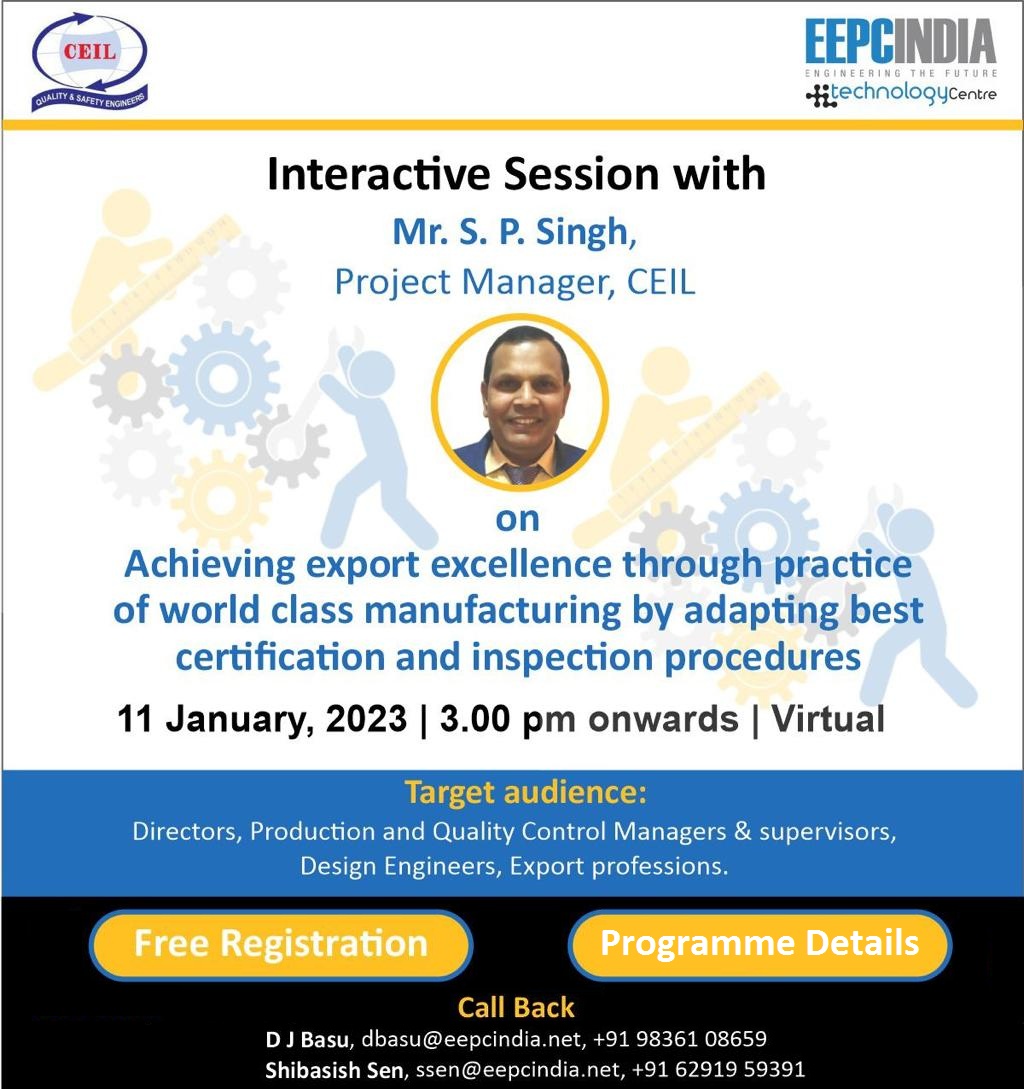 CEIL
QUALITY & SAFETY ENGINEERS
EEPCINDIA
ENGINEERING THE FUTURE
technologyCentre
Interactive Session with
Mr. S. P. Singh,
Project Manager, CEIL
on
Achieving export excellence through practice
of world class manufacturing by adapting best
certification and inspection procedures
11 January, 2023 | 3.00 pm onwards | Virtual
Target audience:
Directors, Production and Quality Control Managers & supervisors,
Design Engineers, Export professions.
Free Registration
Programme Details
Call Back
D J Basu, dbasu@eepcindia.net, +91 98361 08659
Shibasish Sen, ssen@eepcindia.net, +91 62919 59391